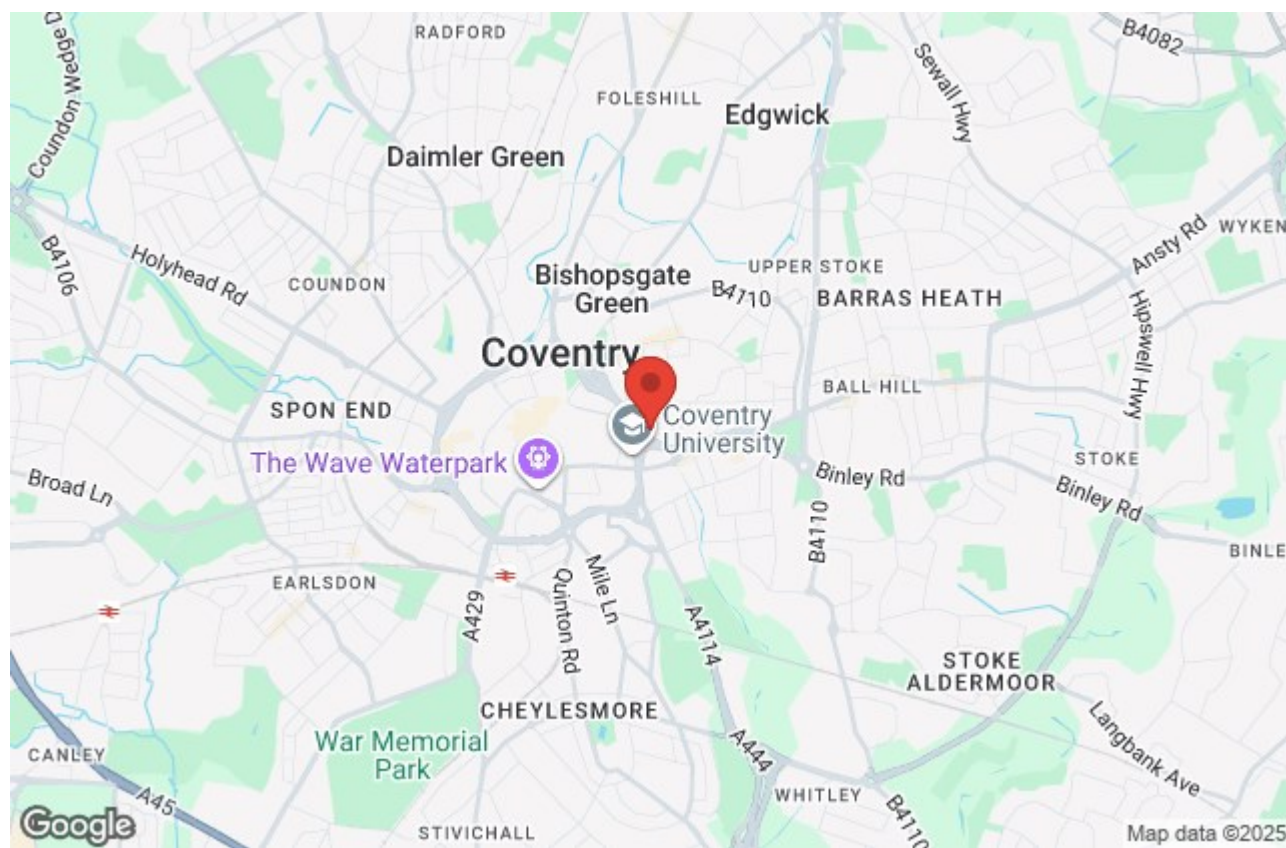 RADFORD
B4082
Coundon Wedge D
FOLESHILL
Edgwick
Sewall Hwy
Daimler Green
B4106
Holyhead Rd
COUNDON
Bishopsgate
Green
UPPER STOKE
B4110
BARRAS HEATH
Ansty Rd
WYKEN
Hipswell Hwy
Coventry
SPON END
BALL HILL
Coventry
University
The Wave Waterpark
Broad Ln
Binley Rd
STOKE
Binley Rd
BINLE
B4110
EARLSDON
A429
Quinton Rd
Mile Ln
A4114
STOKE
ALDERMOOR
CHEYLESMORE
Langbank Ave
War Memorial
Park
CANLEY
A45
A444
WHITLEY
B4110
STIVICHALL
Google
Map data ©2025